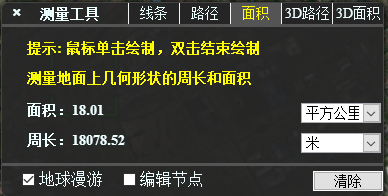 × 测量工具 线条 路径 面积 3D路径 3D面积
提示: 鼠标单击绘制，双击结束绘制
测量地面上几何形状的周长和面积
面积：18.01 平方公里
周长：18078.52 米
地球漫游 编辑节点 清除